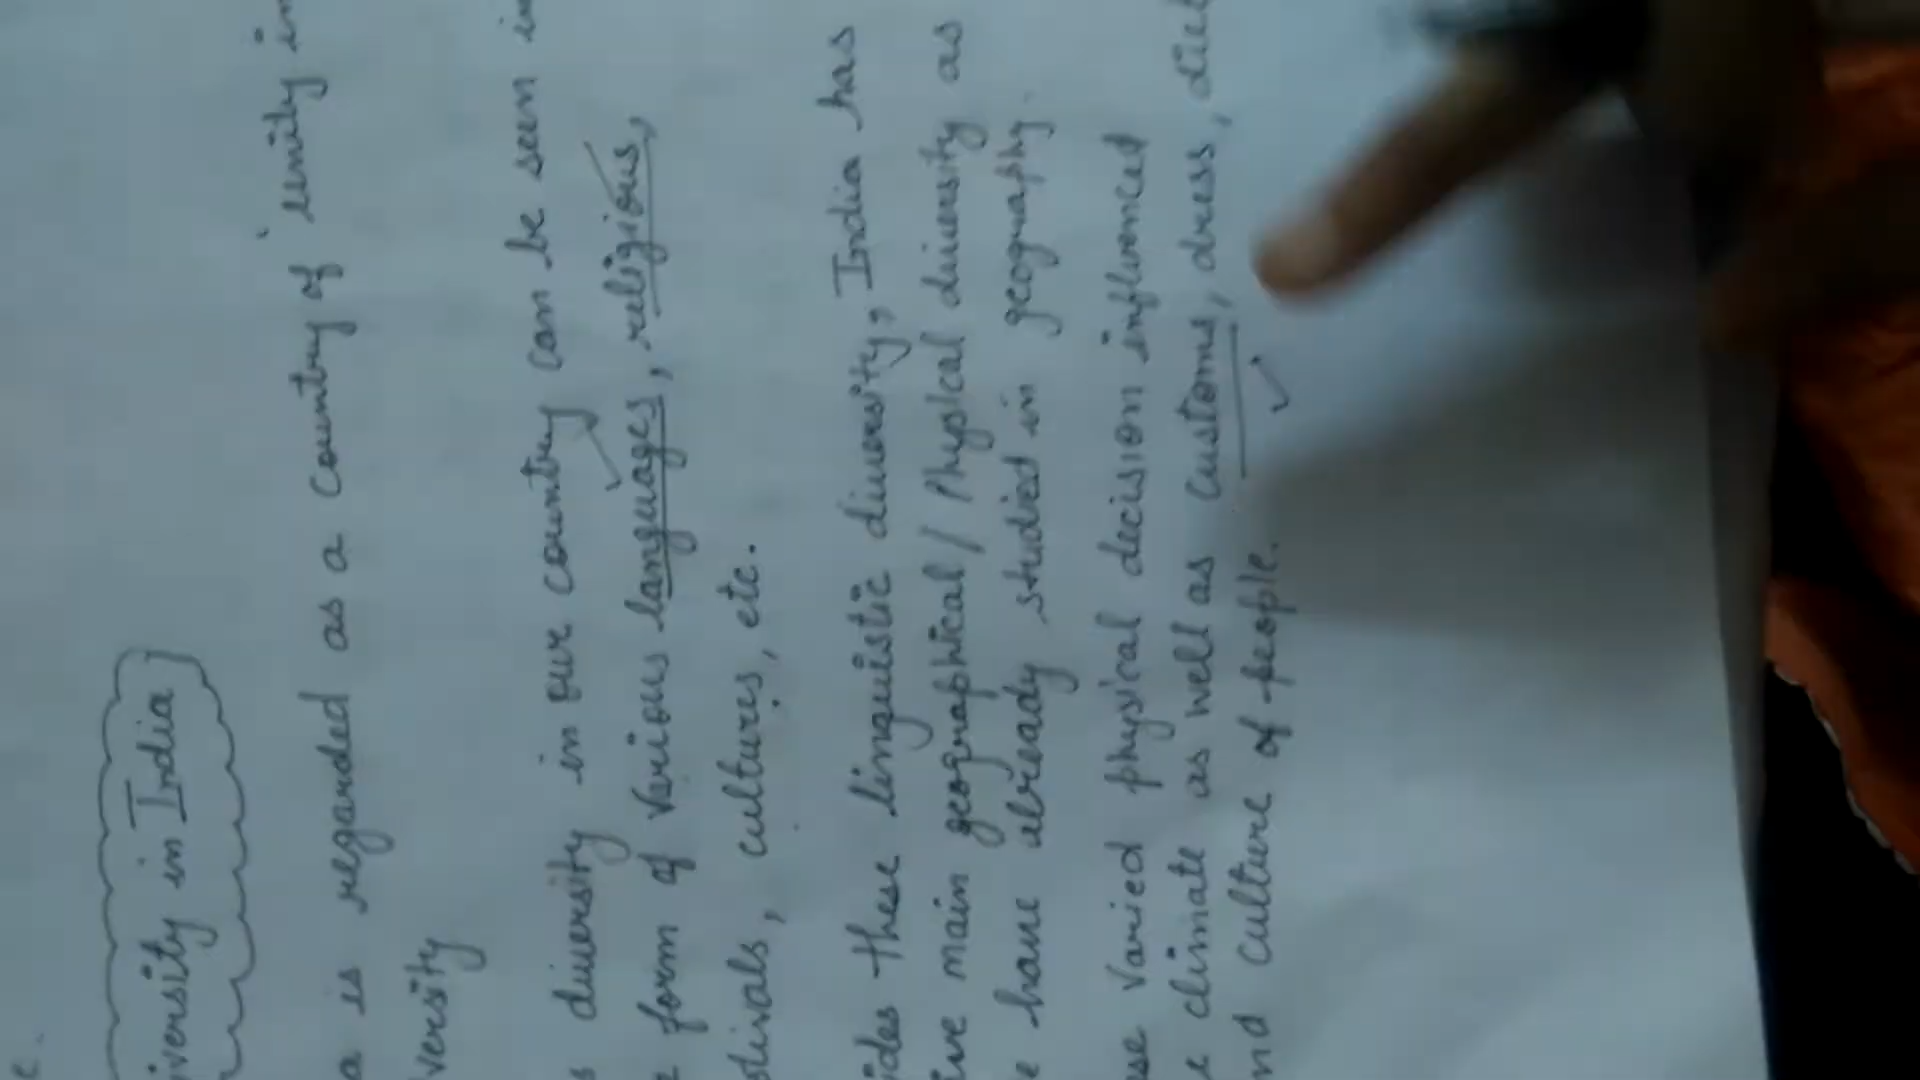 e.
iversity in India
a is regarded as a country of 'unity in
versity
s diversity in our country can be seen in
e form of various languages, religious,
stivals, cultures, etc.
ides these linguistic diversity, India has
ive main geographical/Physical diversity as
e have already studied in geography.
ese varied physical decision influenced
e climate as well as customs, dress, diet
nd culture of people.